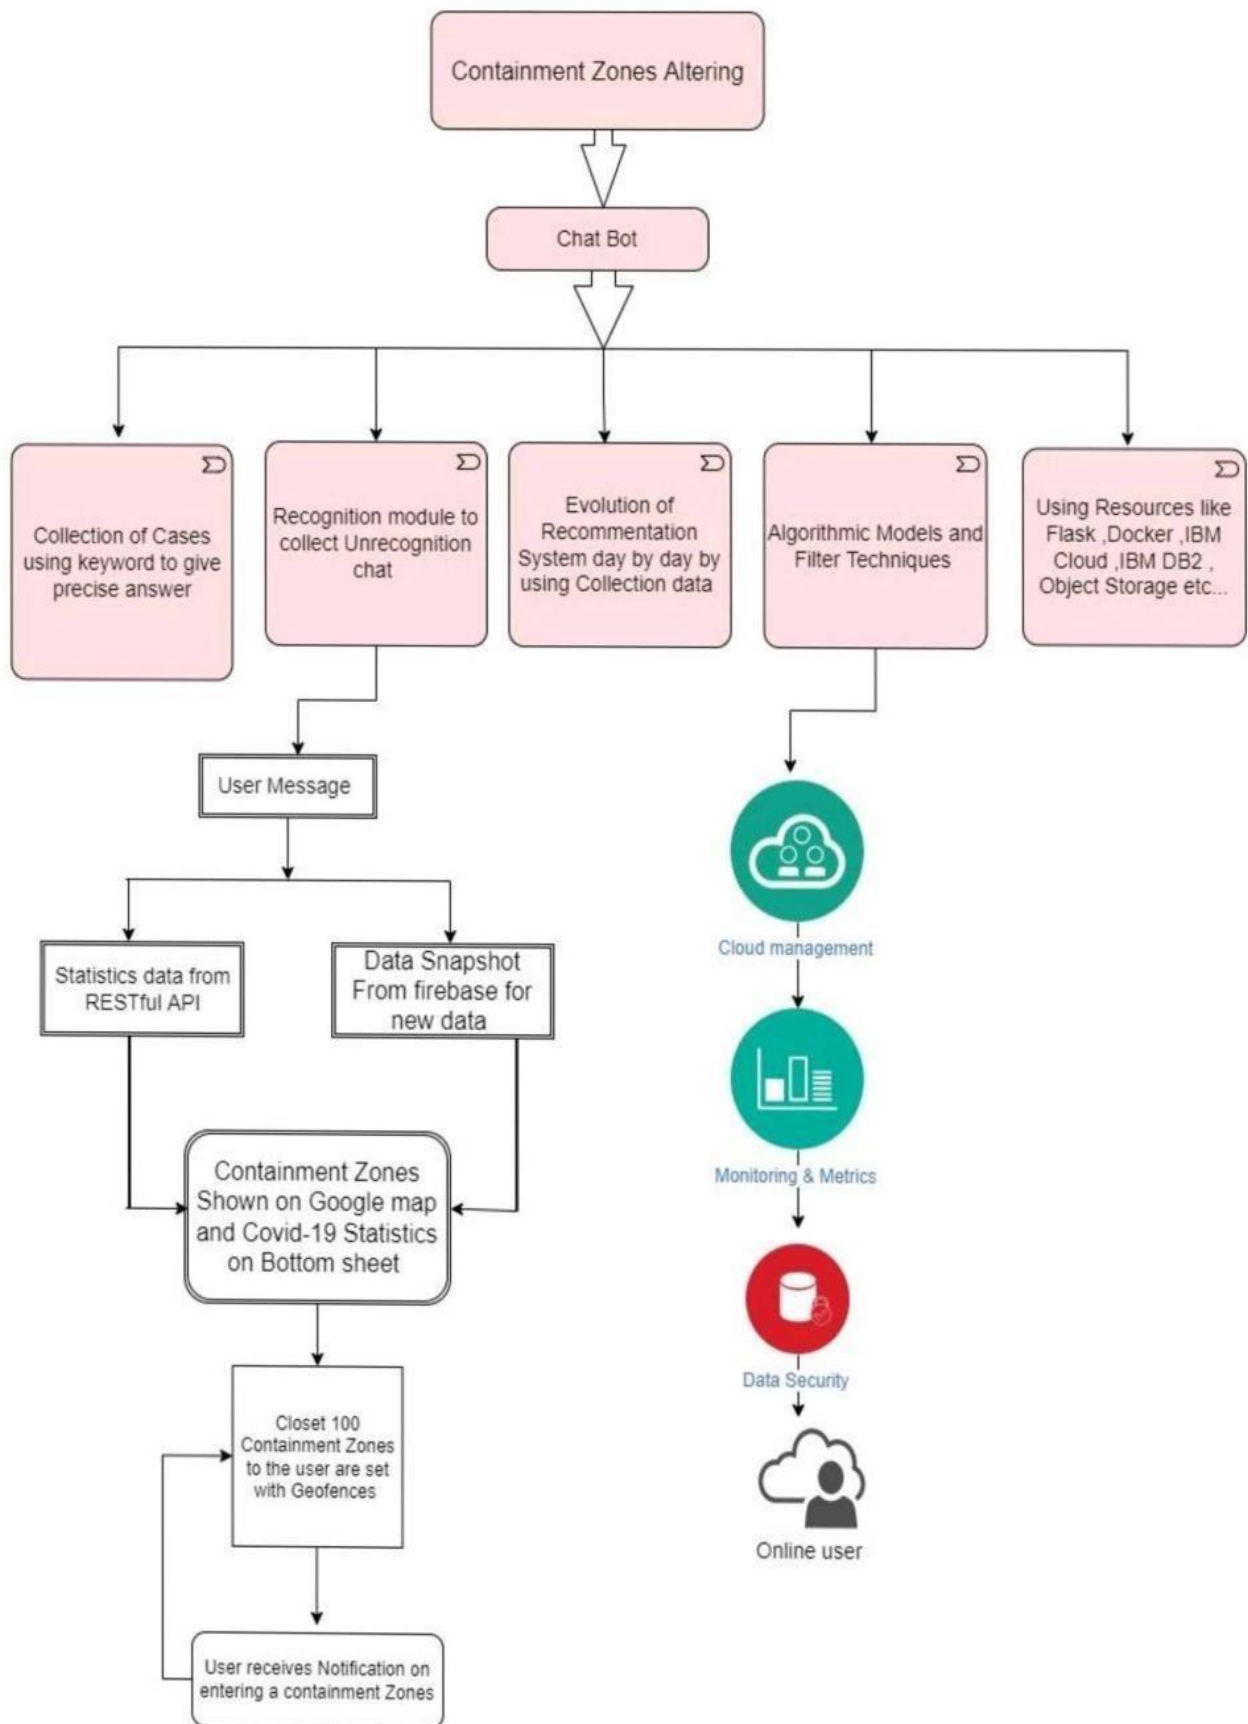 Containment Zones Altering
Chat Bot
Collection of Cases
using keyword to give
precise answer
Recognition module to
collect Unrecognition
chat
Evolution of
Recommentation
System day by day by
using Collection data
Algorithmic Models and
Filter Techniques
Using Resources like
Flask ,Docker ,IBM
Cloud ,IBM DB2 ,
Object Storage etc...
User Message
Statistics data from
RESTful API
Data Snapshot
From firebase for
new data
Containment Zones
Shown on Google map
and Covid-19 Statistics
on Bottom sheet
Closet 100
Containment Zones
to the user are set
with Geofences
User receives Notification on
entering a containment Zones
Cloud management
Monitoring & Metrics
Data Security
Online user